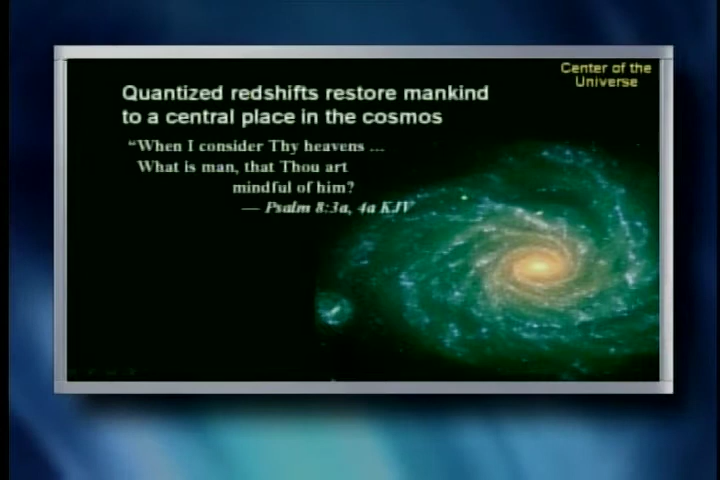 Center of the
Universe
Quantized redshifts restore mankind
to a central place in the cosmos
“When I consider Thy heavens ...
What is man, that Thou art
mindful of him?
— Psalm 8:3a, 4a KJV